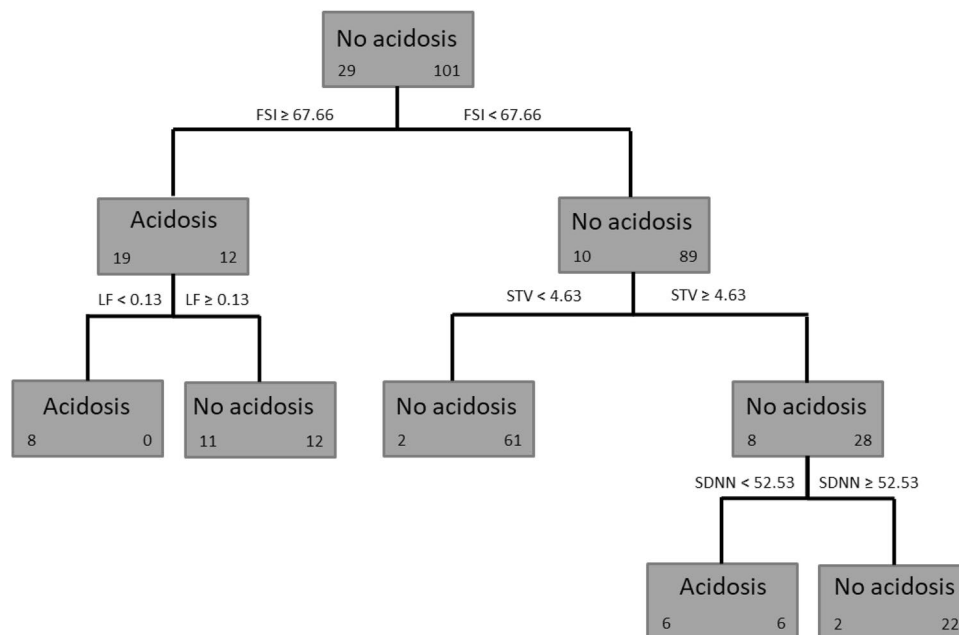 No acidosis
29 101
FSI ≥ 67.66 FSI < 67.66
Acidosis
19 12
No acidosis
10 89
LF < 0.13 LF ≥ 0.13
STV < 4.63 STV ≥ 4.63
Acidosis
8 0
No acidosis
11 12
No acidosis
2 61
No acidosis
8 28
SDNN < 52.53 SDNN ≥ 52.53
Acidosis
6 6
No acidosis
2 22